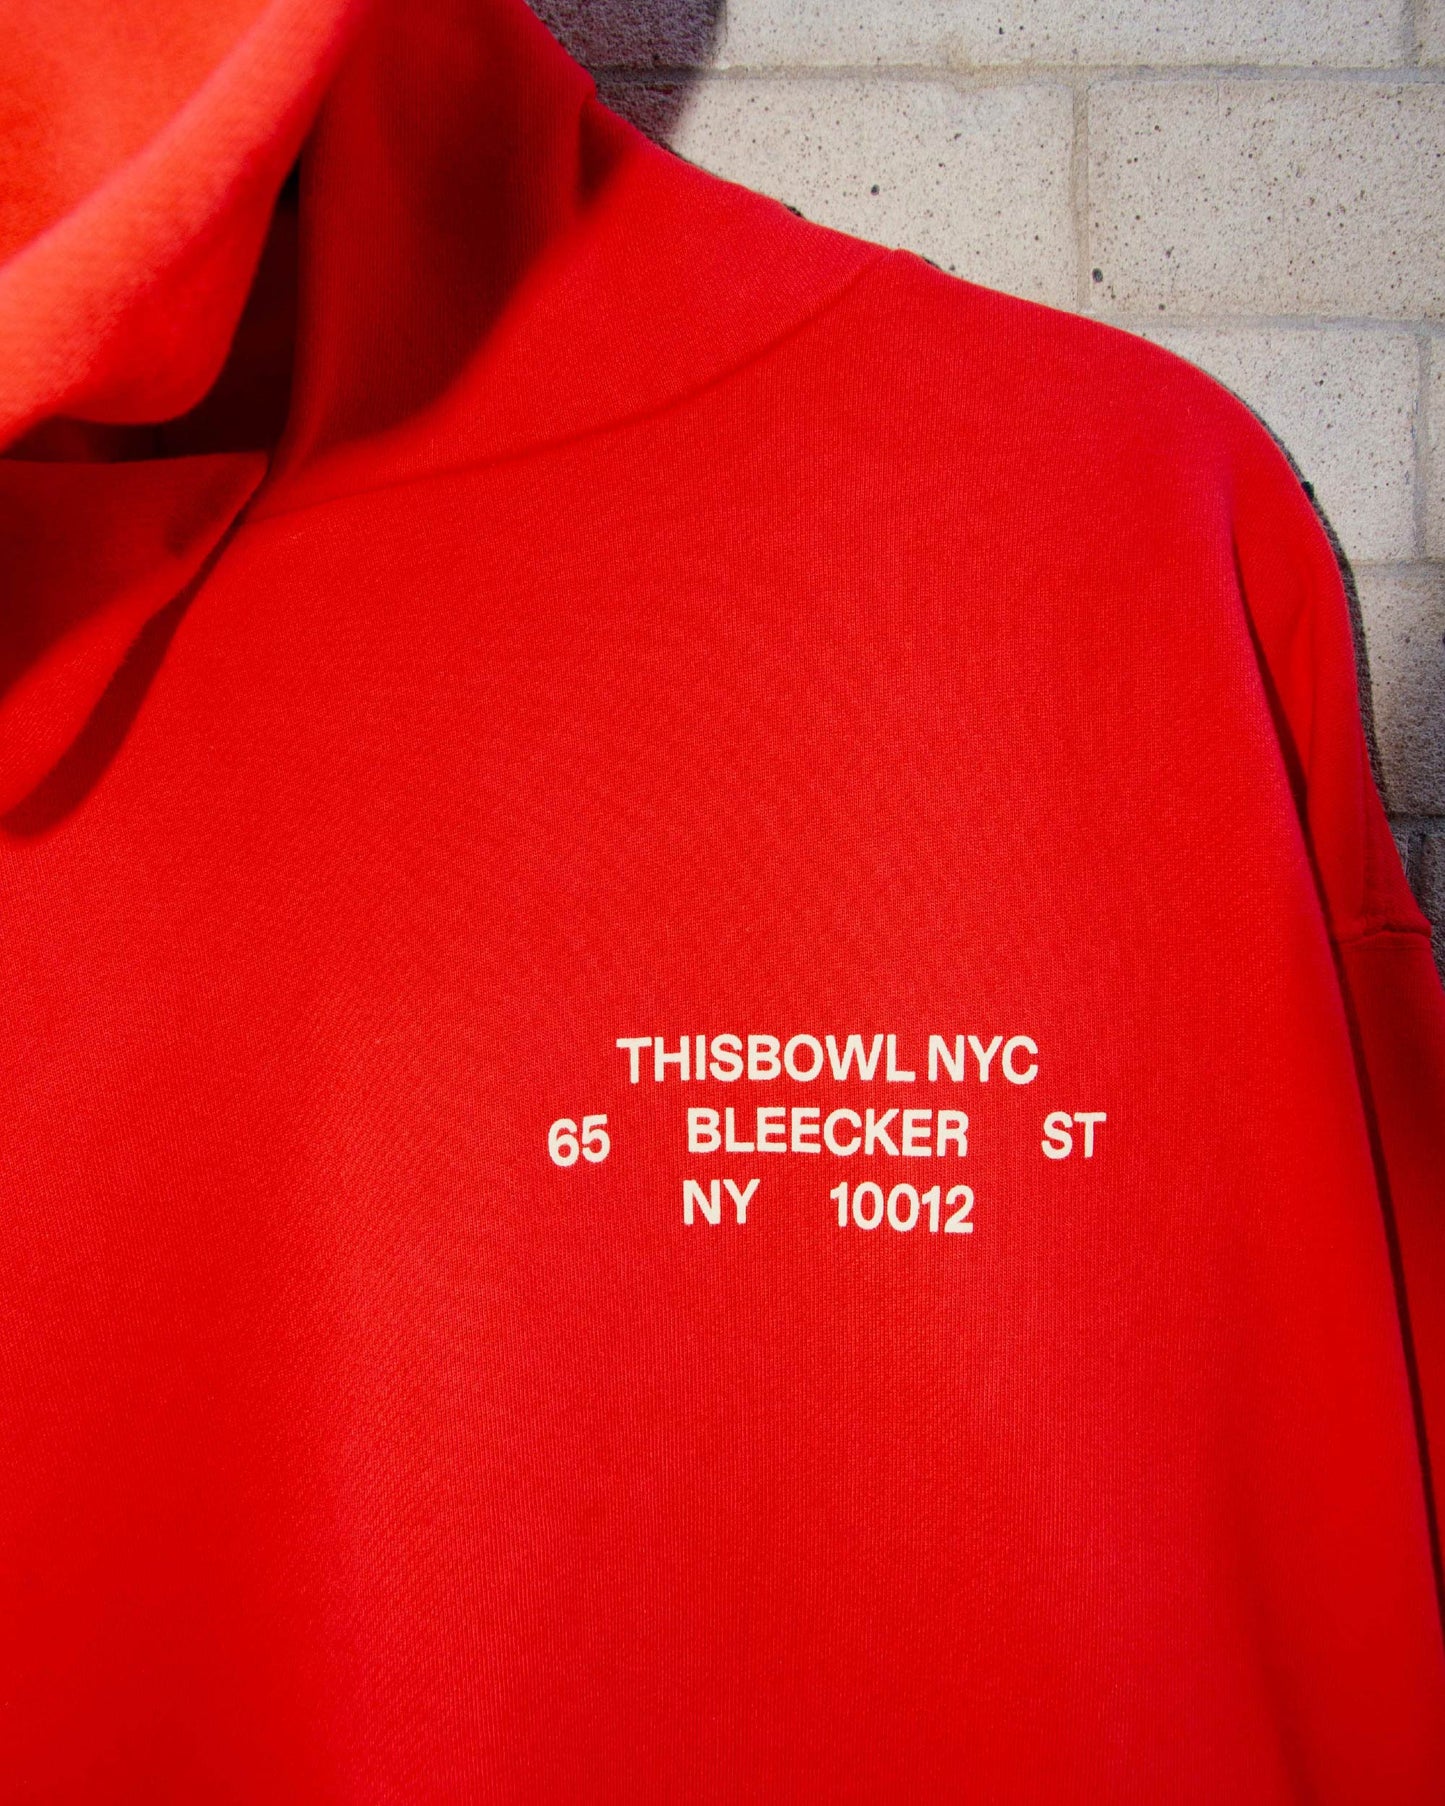 THISBOWL NYC
65 BLEECKER ST
NY 10012